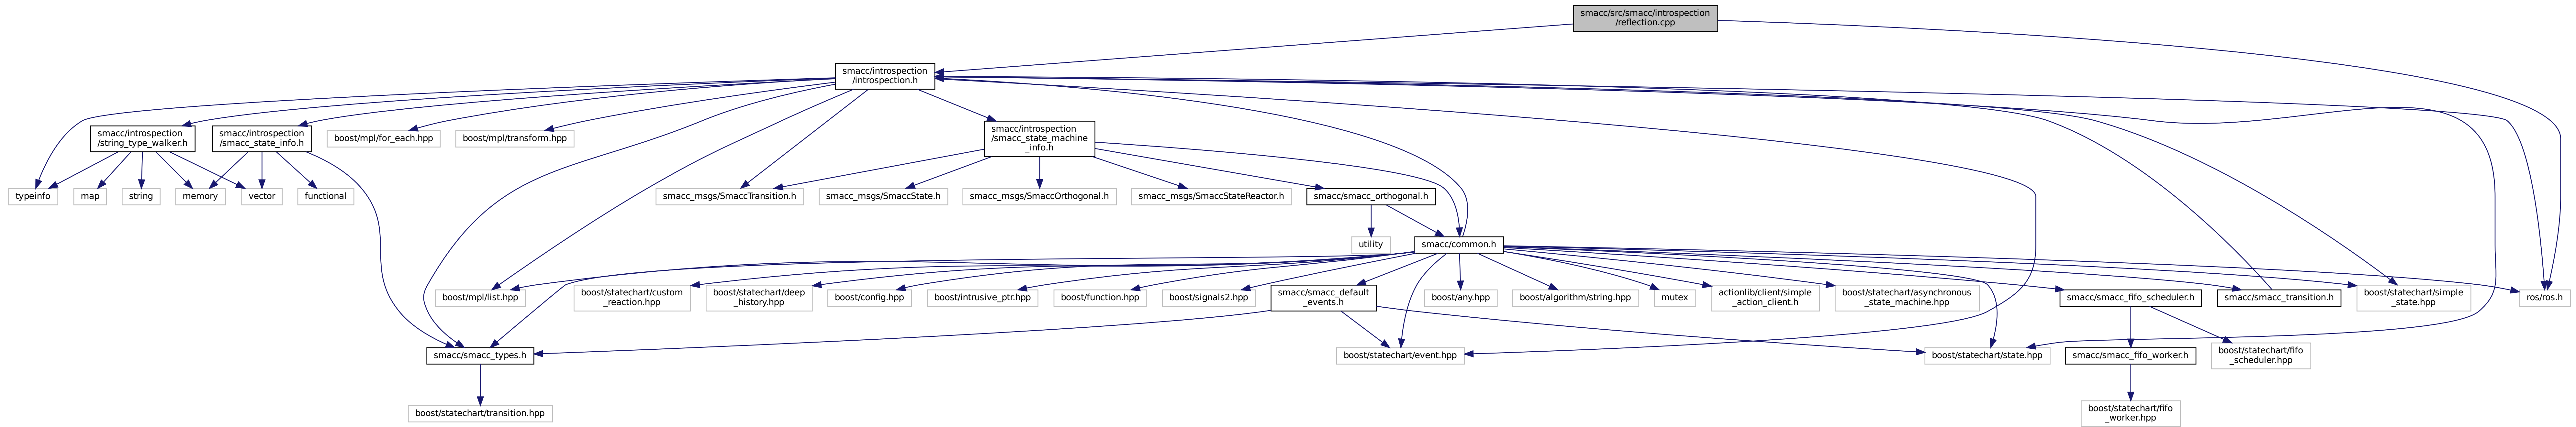 smacc/src/smacc/introspection
/reflection.cpp
smacc/introspection
/introspection.h
smacc/introspection
/string_type_walker.h
smacc/introspection
/smacc_state_info.h
boost/mpl/for_each.hpp
boost/mpl/transform.hpp
smacc/introspection
/smacc_state_machine
_info.h
typeinfo
map
string
memory
vector
functional
smacc_msgs/SmaccTransition.h
smacc_msgs/SmaccState.h
smacc_msgs/SmaccOrthogonal.h
smacc_msgs/SmaccStateReactor.h
smacc/smacc_orthogonal.h
utility
smacc/common.h
boost/mpl/list.hpp
boost/statechart/custom
_reaction.hpp
boost/statechart/deep
_history.hpp
boost/config.hpp
boost/intrusive_ptr.hpp
boost/function.hpp
boost/signals2.hpp
smacc/smacc_default
_events.h
boost/any.hpp
boost/algorithm/string.hpp
mutex
actionlib/client/simple
_action_client.h
boost/statechart/asynchronous
_state_machine.hpp
smacc/smacc_fifo_scheduler.h
smacc/smacc_transition.h
boost/statechart/simple
_state.hpp
ros/ros.h
smacc/smacc_types.h
boost/statechart/event.hpp
boost/statechart/state.hpp
smacc/smacc_fifo_worker.h
boost/statechart/fifo
_scheduler.hpp
boost/statechart/transition.hpp
boost/statechart/fifo
_worker.hpp